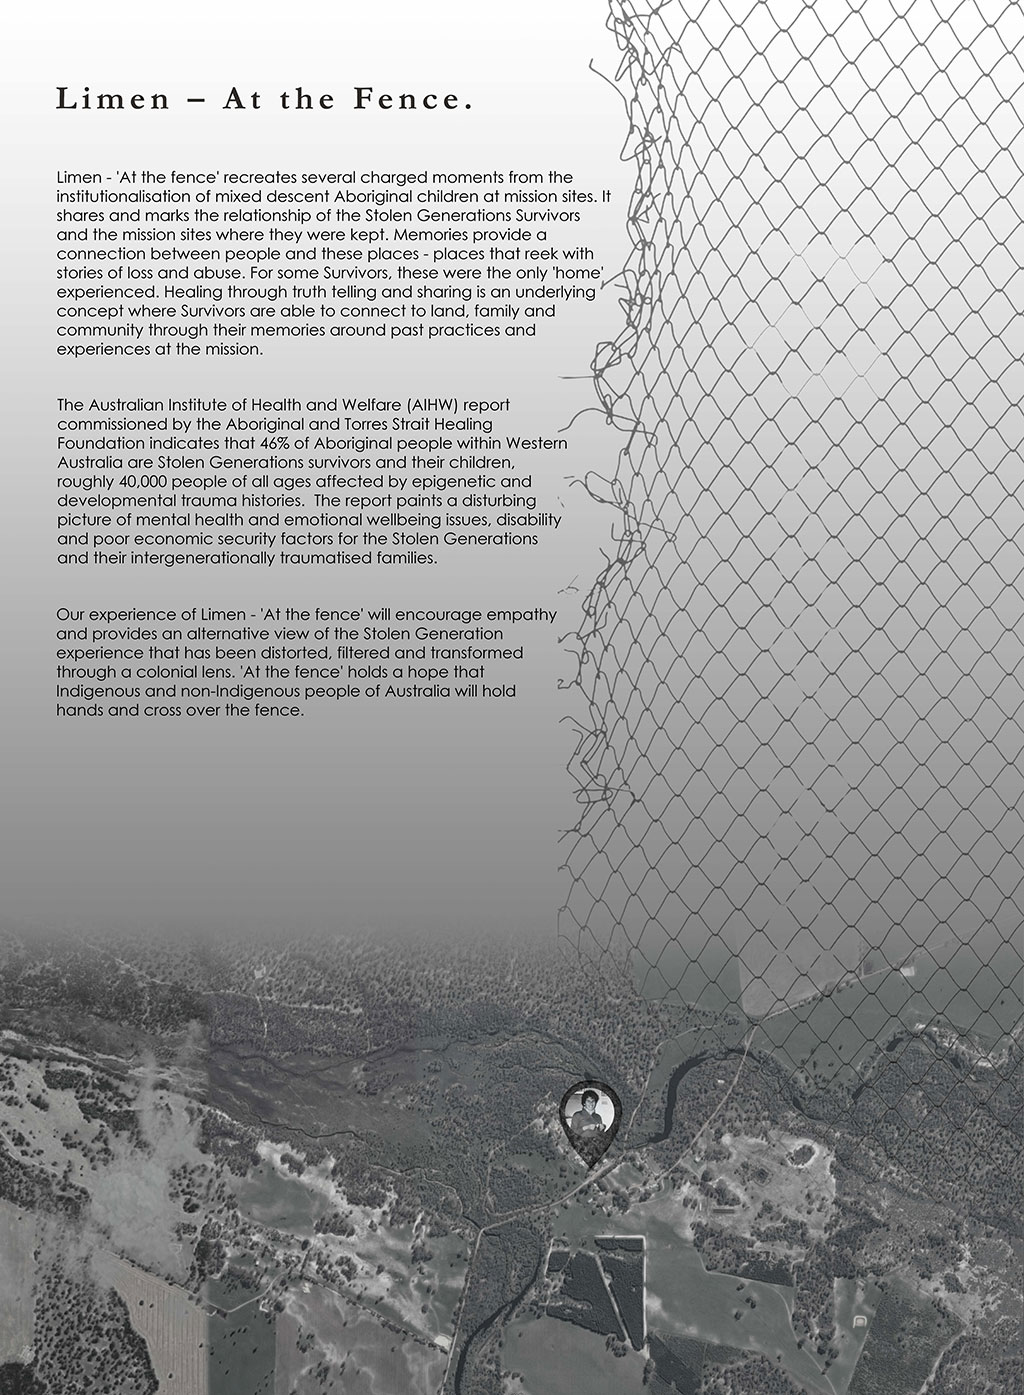 Limen – At the Fence.
Limen - 'At the fence' recreates several charged moments from the
institutionalisation of mixed descent Aboriginal children at mission sites. It
shares and marks the relationship of the Stolen Generations Survivors
and the mission sites where they were kept. Memories provide a
connection between people and these places - places that reek with
stories of loss and abuse. For some Survivors, these were the only 'home'
experienced. Healing through truth telling and sharing is an underlying
concept where Survivors are able to connect to land, family and
community through their memories around past practices and
experiences at the mission.
The Australian Institute of Health and Welfare (AIHW) report
commissioned by the Aboriginal and Torres Strait Healing
Foundation indicates that 46% of Aboriginal people within Western
Australia are Stolen Generations survivors and their children,
roughly 40,000 people of all ages affected by epigenetic and
developmental trauma histories.  The report paints a disturbing
picture of mental health and emotional wellbeing issues, disability
and poor economic security factors for the Stolen Generations
and their intergenerationally traumatised families.
Our experience of Limen - 'At the fence' will encourage empathy
and provides an alternative view of the Stolen Generation
experience that has been distorted, filtered and transformed
through a colonial lens. 'At the fence' holds a hope that
Indigenous and non-Indigenous people of Australia will hold
hands and cross over the fence.